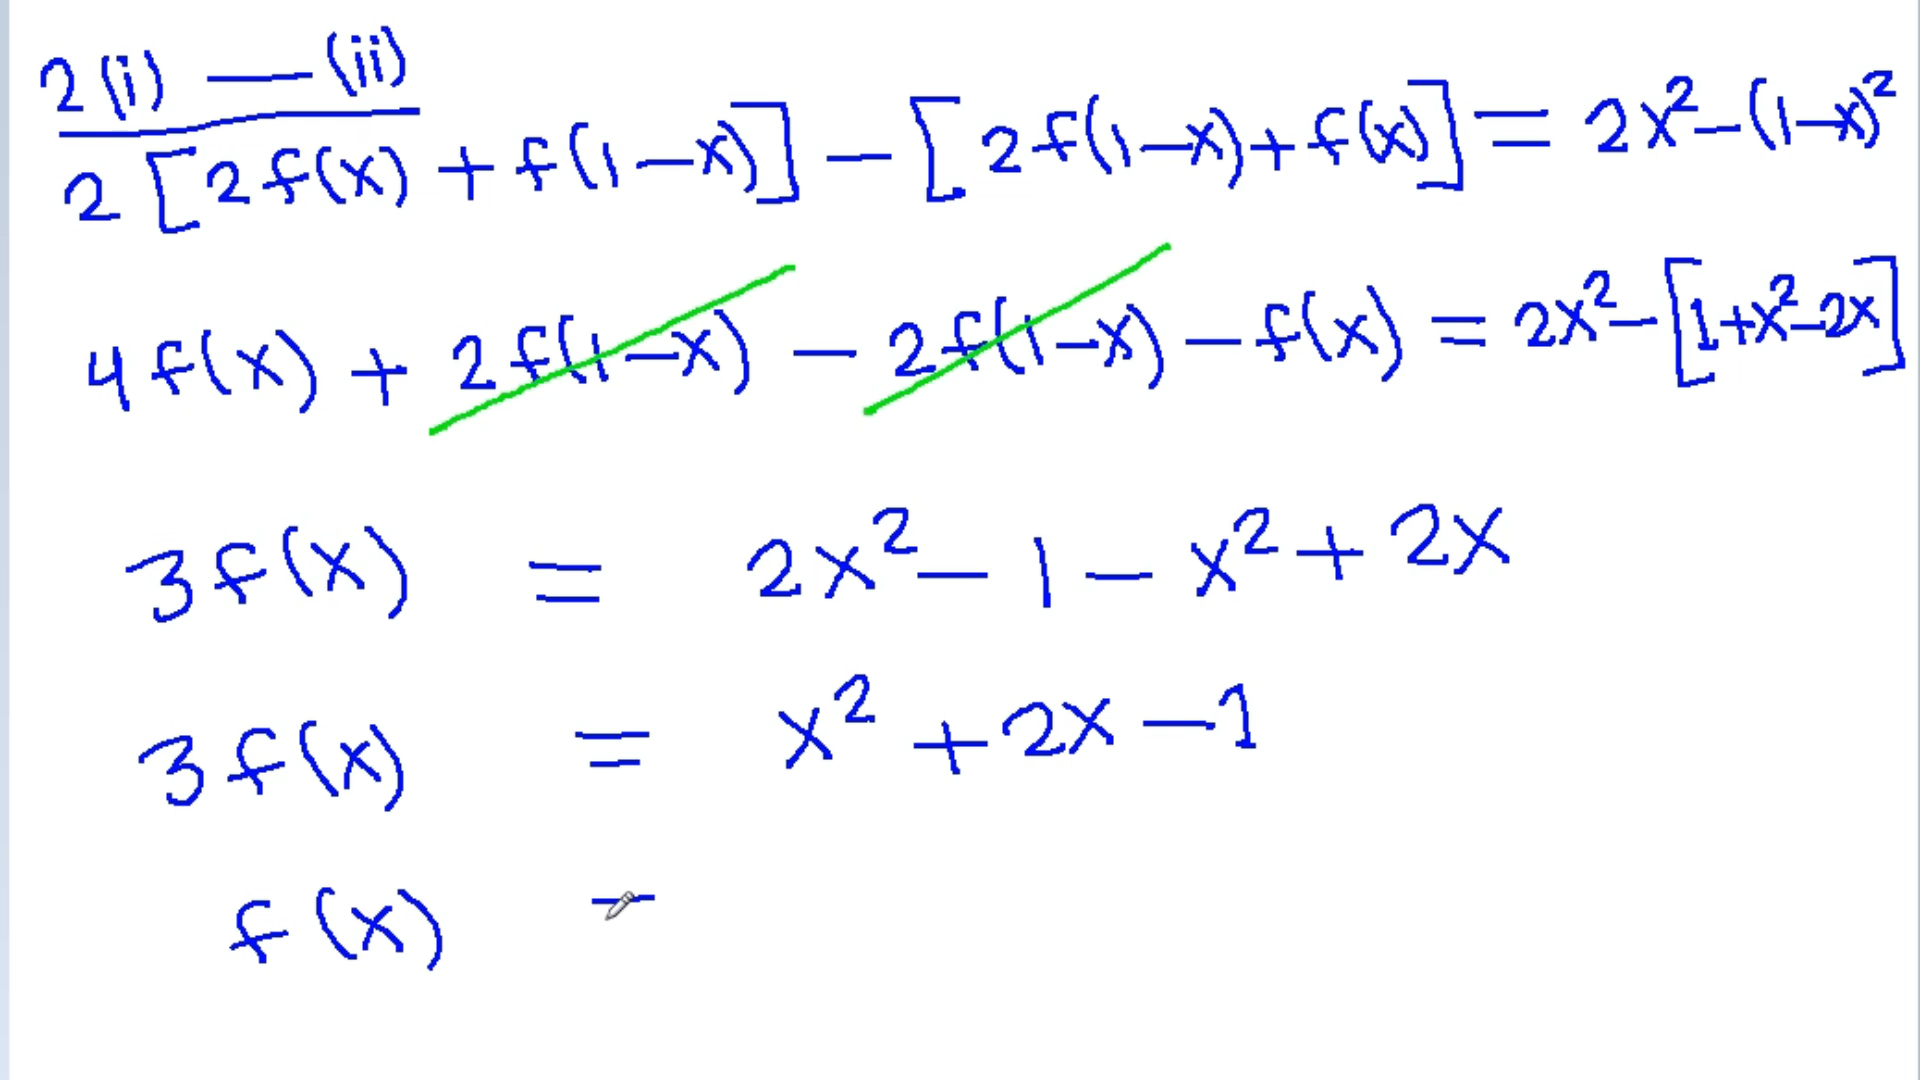 2(i) — (ii)
2[2f(x) + f(1-x)] - [2f(1-x)+f(x)] = 2x²-(1-x)²
4f(x) + 2f(1-x) - 2f(1-x) - f(x) = 2x²-[1+x²-2x]
3f(x) = 2x²-1-x²+2x
3f(x) = x²+2x-1
f(x) -